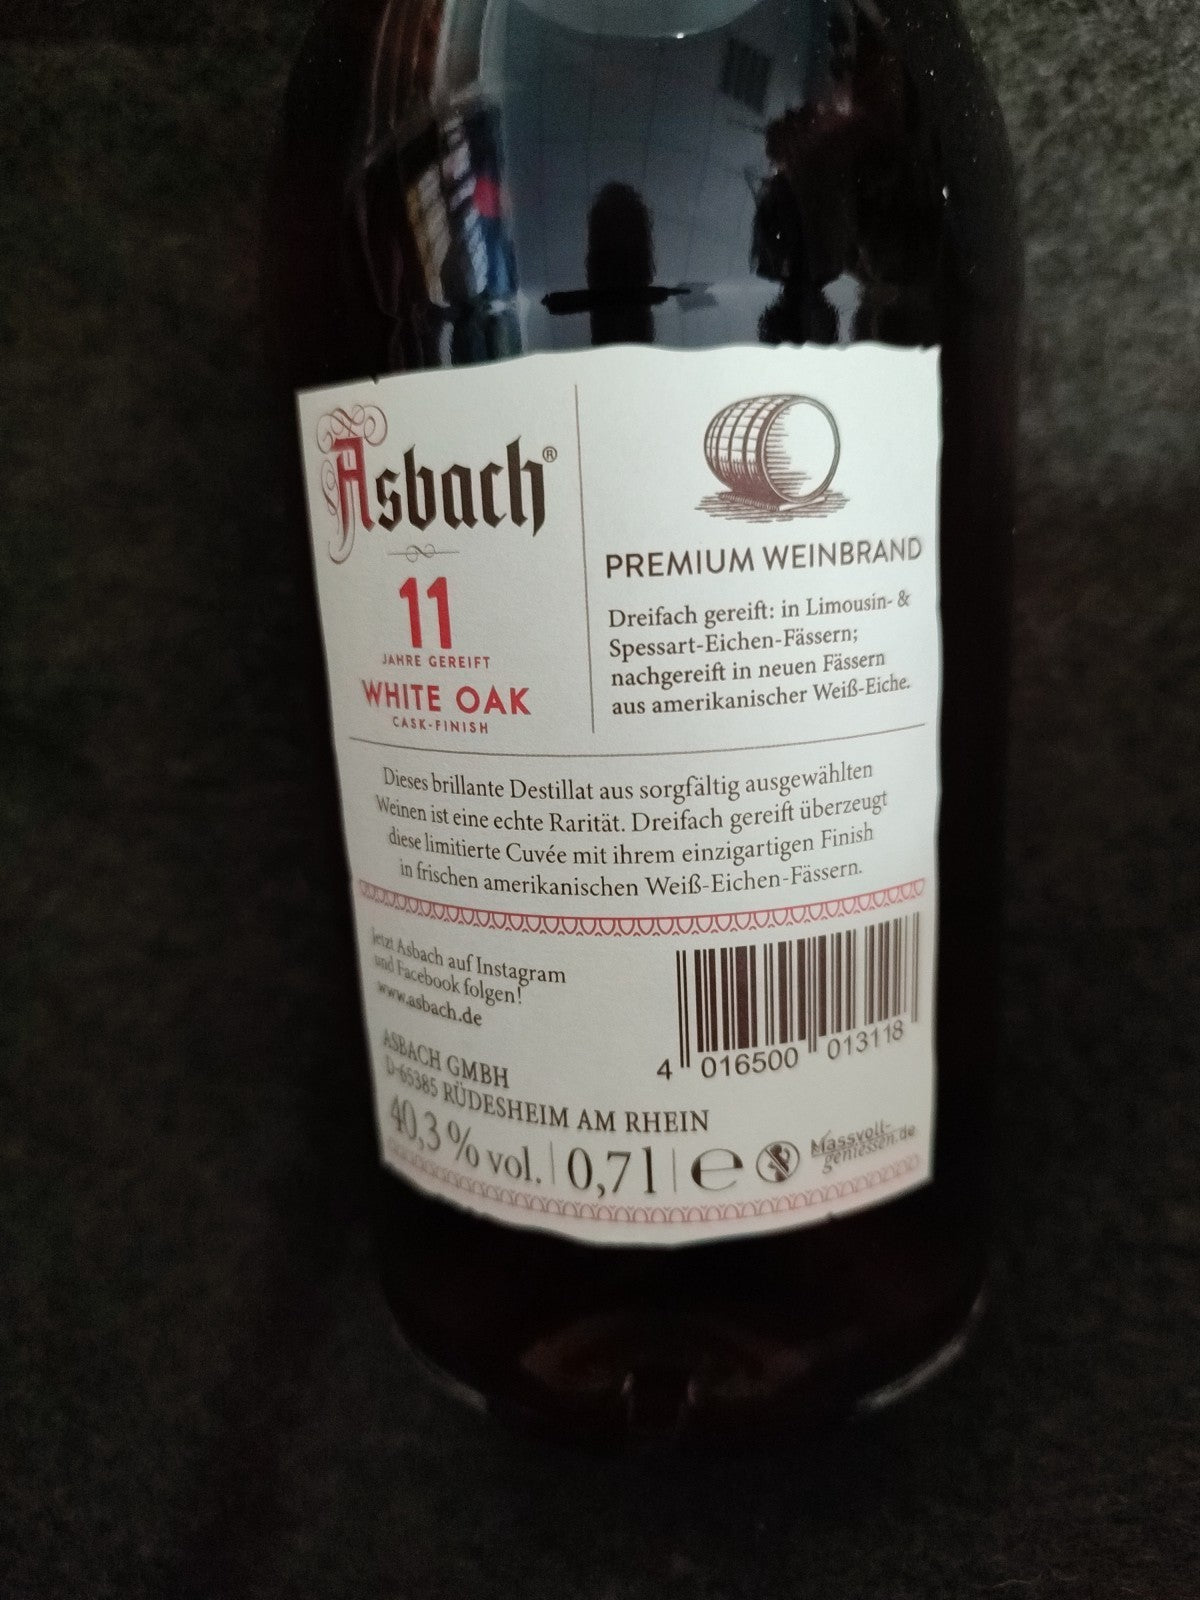 Asbach®
11
JAHRE GEREIFT
WHITE OAK
CASK-FINISH
PREMIUM WEINBRAND
Dreifach gereift: in Limousin- &
Spessart-Eichen-Fässern;
nachgereift in neuen Fässern
aus amerikanischer Weiß-Eiche.
Dieses brillante Destillat aus sorgfältig ausgewählten
Weinen ist eine echte Rarität. Dreifach gereift überzeugt
diese limitierte Cuvée mit ihrem einzigartigen Finish
in frischen amerikanischen Weiß-Eichen-Fässern.
Jetzt Asbach auf Instagram
und Facebook folgen!
www.asbach.de
4 016500 013118
ASBACH GMBH
D-65385 RÜDESHEIM AM RHEIN
40,3 % vol. | 0,7 l | e
Massvoll-
geniessen.de